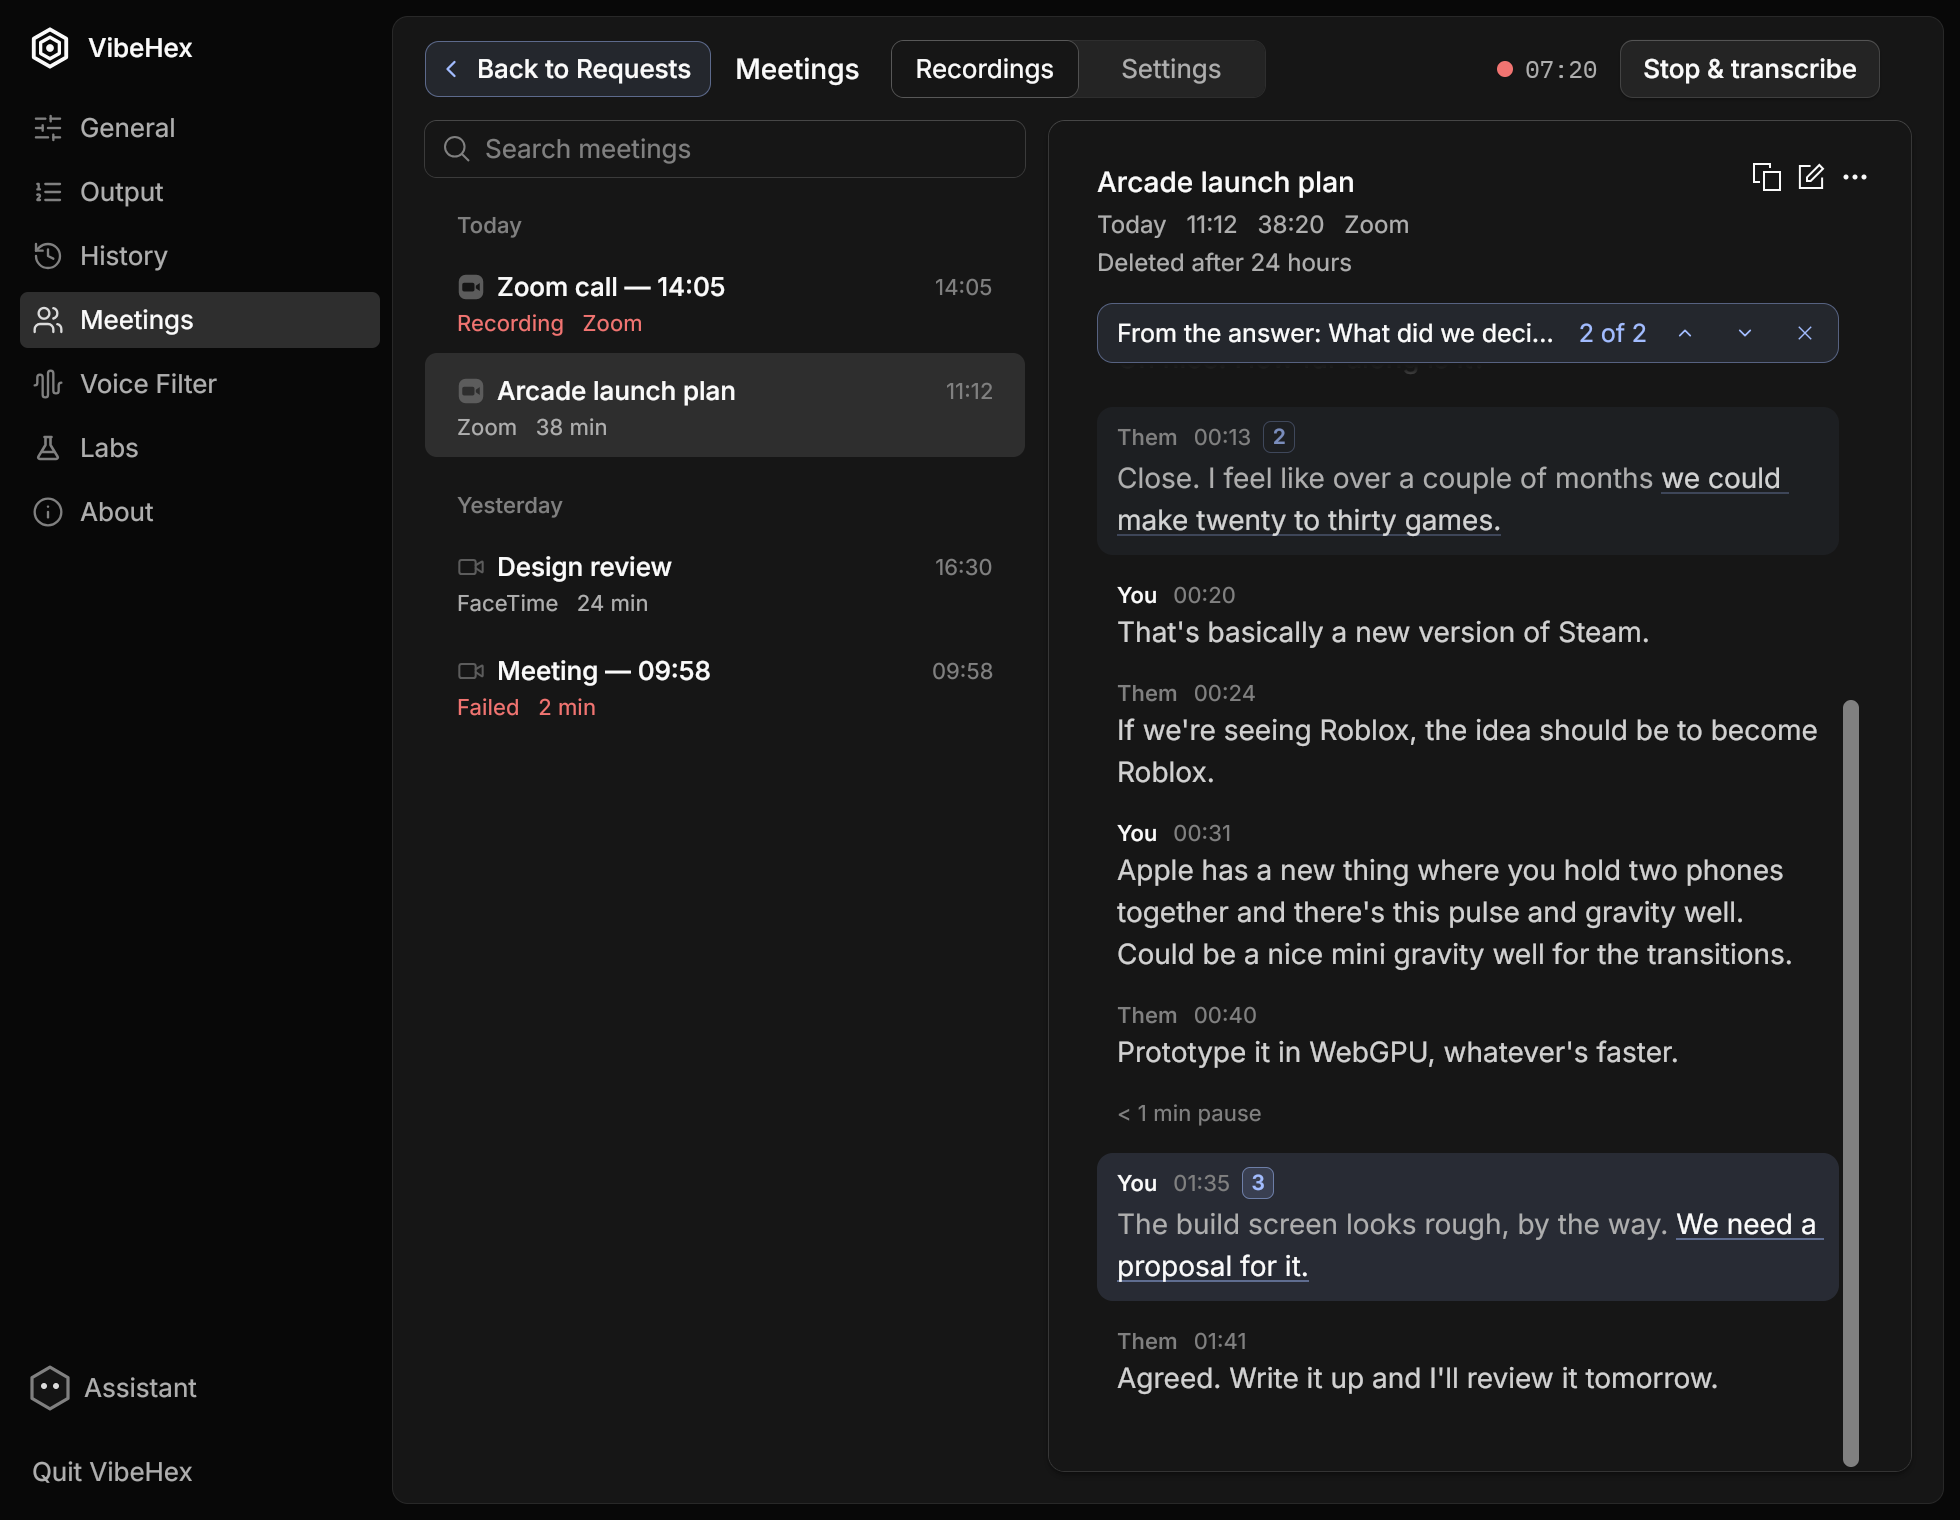 VibeHex
General
Output
History
Meetings
Voice Filter
Labs
About
Assistant
Quit VibeHex
Back to Requests
Meetings
Recordings
Settings
07:20
Stop & transcribe
Search meetings
Today
Zoom call — 14:05
14:05
Recording Zoom
Arcade launch plan
11:12
Zoom 38 min
Yesterday
Design review
16:30
FaceTime 24 min
Meeting — 09:58
09:58
Failed 2 min
Arcade launch plan
Today 11:12 38:20 Zoom
Deleted after 24 hours
From the answer: What did we deci... 2 of 2
Them 00:13 2
Close. I feel like over a couple of months we could
make twenty to thirty games.
You 00:20
That's basically a new version of Steam.
Them 00:24
If we're seeing Roblox, the idea should be to become
Roblox.
You 00:31
Apple has a new thing where you hold two phones
together and there's this pulse and gravity well.
Could be a nice mini gravity well for the transitions.
Them 00:40
Prototype it in WebGPU, whatever's faster.
< 1 min pause
You 01:35 3
The build screen looks rough, by the way. We need a
proposal for it.
Them 01:41
Agreed. Write it up and I'll review it tomorrow.